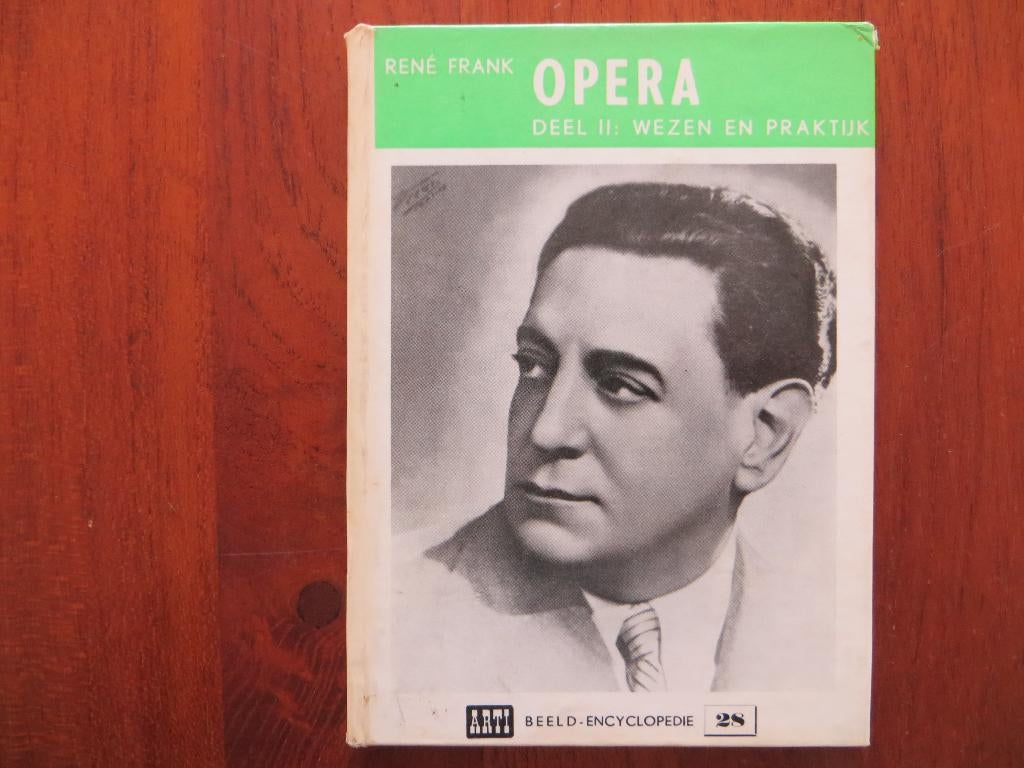 RENÉ FRANK
OPERA
DEEL II: WEZEN EN PRAKTIJK
ARTI BEELD-ENCYCLOPEDIE 28